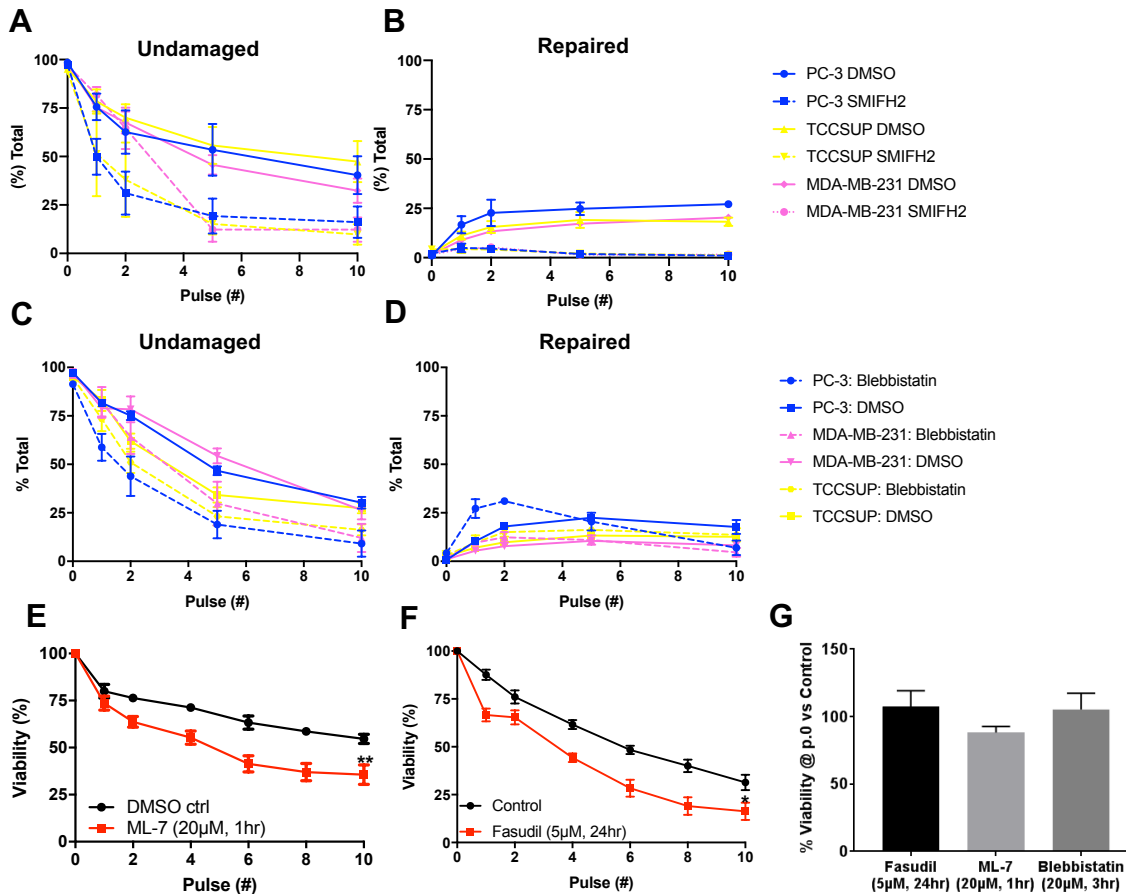 A
Undamaged
(%) Total
100
75
50
25
0
0 2 4 6 8 10
Pulse (#)
B
Repaired
(%) Total
100
75
50
25
0
0 2 4 6 8 10
Pulse (#)
PC-3 DMSO
PC-3 SMIFH2
TCCSUP DMSO
TCCSUP SMIFH2
MDA-MB-231 DMSO
MDA-MB-231 SMIFH2
C
Undamaged
% Total
100
75
50
25
0
0 2 4 6 8 10
Pulse (#)
D
Repaired
% Total
100
75
50
25
0
0 2 4 6 8 10
Pulse (#)
PC-3: Blebbistatin
PC-3: DMSO
MDA-MB-231: Blebbistatin
MDA-MB-231: DMSO
TCCSUP: Blebbistatin
TCCSUP: DMSO
E
Viability (%)
100
75
50
25
0
**
DMSO ctrl
ML-7 (20µM, 1hr)
0 2 4 6 8 10
Pulse (#)
F
Viability (%)
100
75
50
25
0
*
Control
Fasudil (5µM, 24hr)
0 2 4 6 8 10
Pulse (#)
G
% Viability @ p.0 vs Control
150
100
50
0
Fasudil ML-7 Blebbistatin
(5µM, 24hr) (20µM, 1hr) (20µM, 3hr)